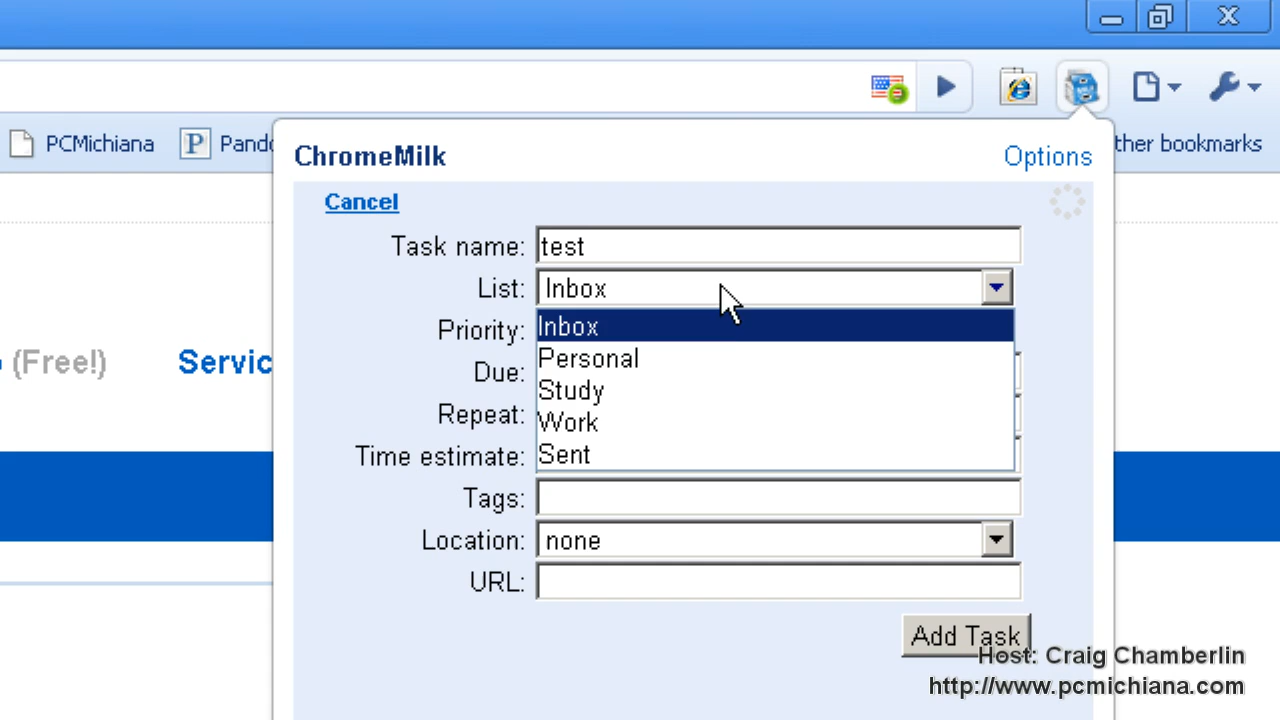 PCMichiana
P Pando
ther bookmarks
ChromeMilk
Options
Cancel
Task name: test
List: Inbox
Inbox
Personal
Study
Work
Sent
Priority:
Due:
Repeat:
Time estimate:
Tags:
Location: none
URL:
Add Task
(Free!)
Servic
Host: Craig Chamberlin
http://www.pcmichiana.com